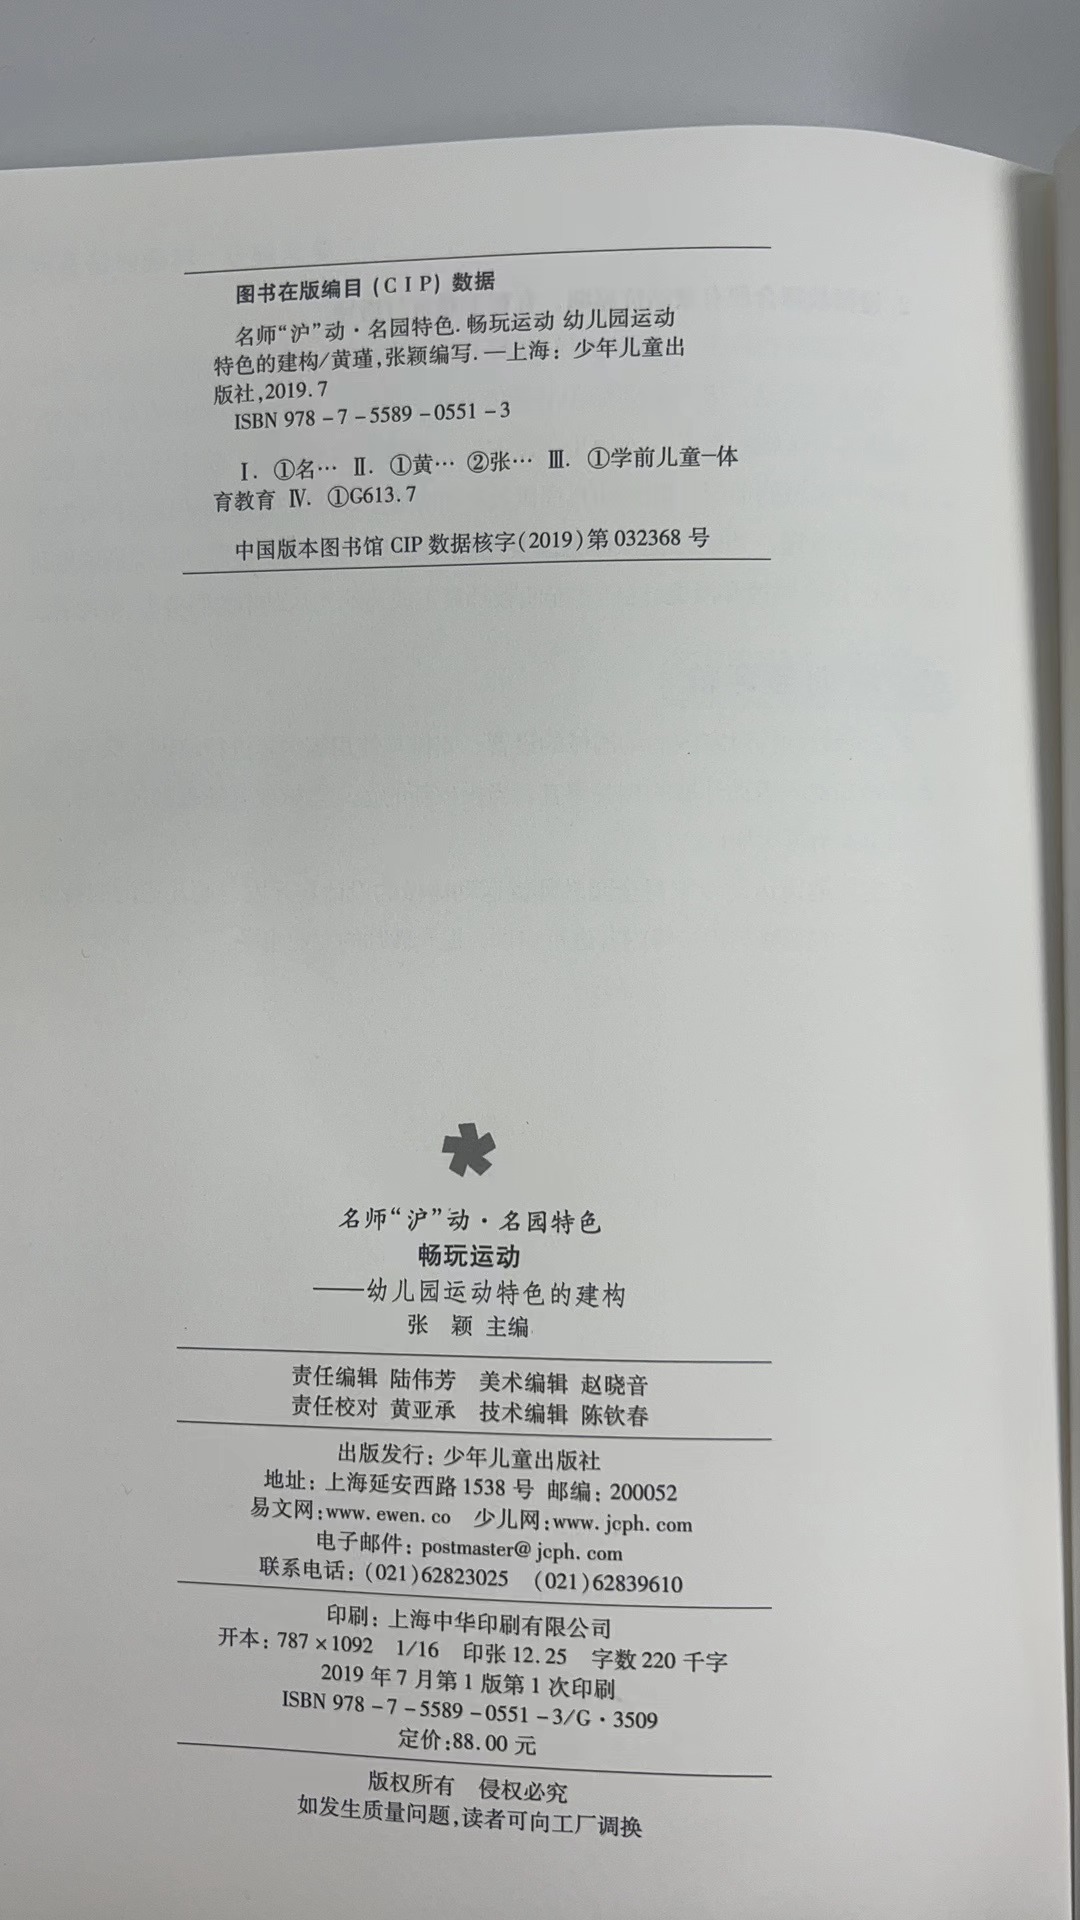 图书在版编目(CIP)数据
名师“沪”动·名园特色.畅玩运动 幼儿园运动
特色的建构/黄瑾,张颖编写.—上海:少年儿童出
版社,2019.7
ISBN 978-7-5589-0551-3
Ⅰ. ①名… Ⅱ. ①黄… ②张… Ⅲ. ①学前儿童-体
育教育 Ⅳ. ①G613.7
中国版本图书馆CIP数据核字(2019)第032368号
名师“沪”动·名园特色
畅玩运动
——幼儿园运动特色的建构
张 颖 主编
责任编辑 陆伟芳 美术编辑 赵晓音
责任校对 黄亚承 技术编辑 陈钦春
出版发行:少年儿童出版社
地址:上海延安西路1538号 邮编:200052
易文网:www.ewen.co 少儿网:www.jcph.com
电子邮件:postmaster@jcph.com
联系电话:(021)62823025 (021)62839610
印刷:上海中华印刷有限公司
开本:787×1092 1/16 印张12.25 字数220千字
2019年7月第1版第1次印刷
ISBN 978-7-5589-0551-3/G·3509
定价:88.00元
版权所有 侵权必究
如发生质量问题,读者可向工厂调换